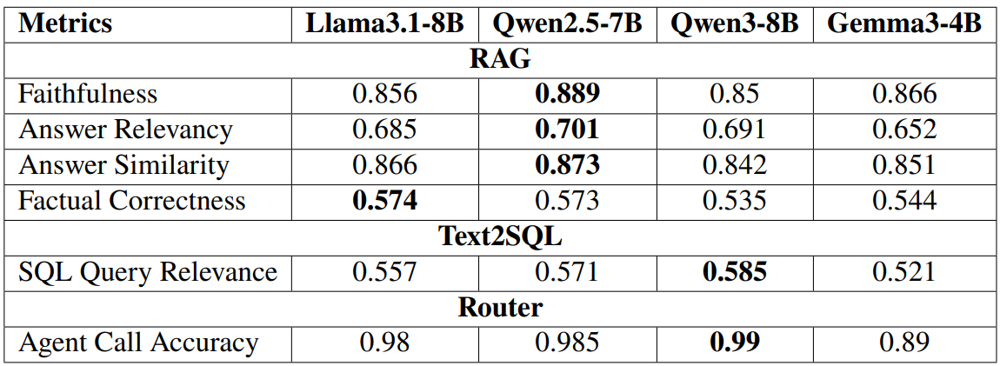 Metrics Llama3.1-8B Qwen2.5-7B Qwen3-8B Gemma3-4B
RAG
Faithfulness 0.856 0.889 0.85 0.866
Answer Relevancy 0.685 0.701 0.691 0.652
Answer Similarity 0.866 0.873 0.842 0.851
Factual Correctness 0.574 0.573 0.535 0.544
Text2SQL
SQL Query Relevance 0.557 0.571 0.585 0.521
Router
Agent Call Accuracy 0.98 0.985 0.99 0.89